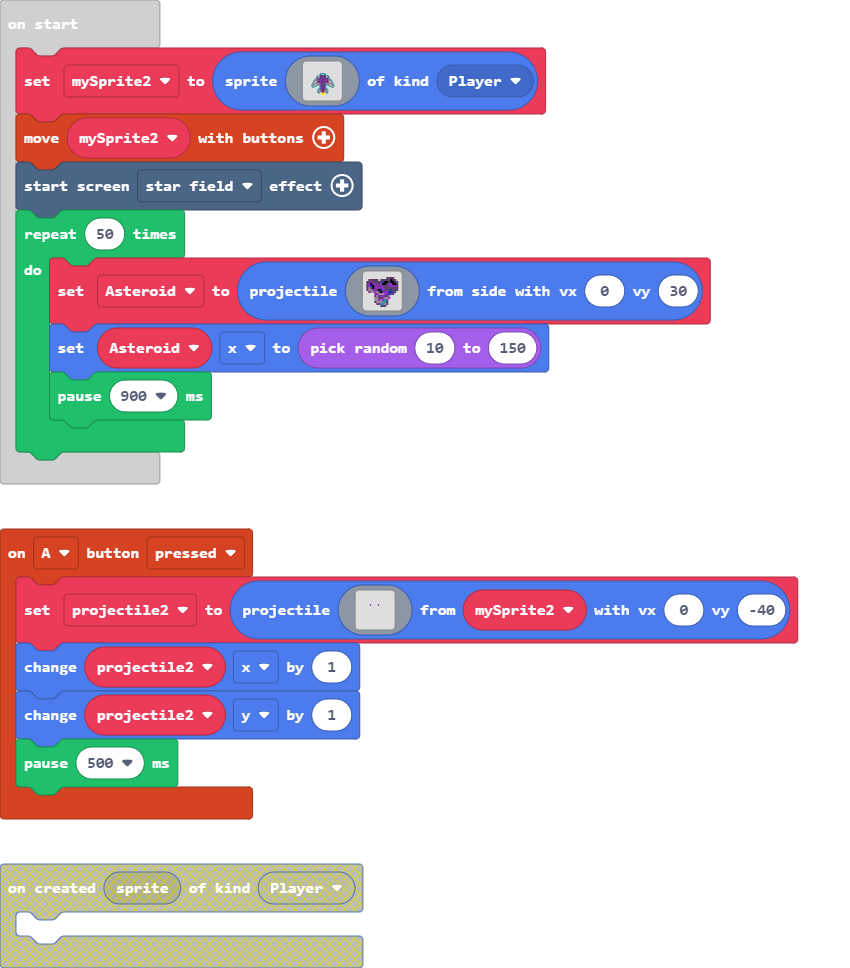 on start
set mySprite2 to sprite of kind Player
move mySprite2 with buttons
start screen star field effect
repeat 50 times
do
set Asteroid to projectile from side with vx 0 vy 30
set Asteroid x to pick random 10 to 150
pause 900 ms
on A button pressed
set projectile2 to projectile from mySprite2 with vx 0 vy -40
change projectile2 x by 1
change projectile2 y by 1
pause 500 ms
on created sprite of kind Player